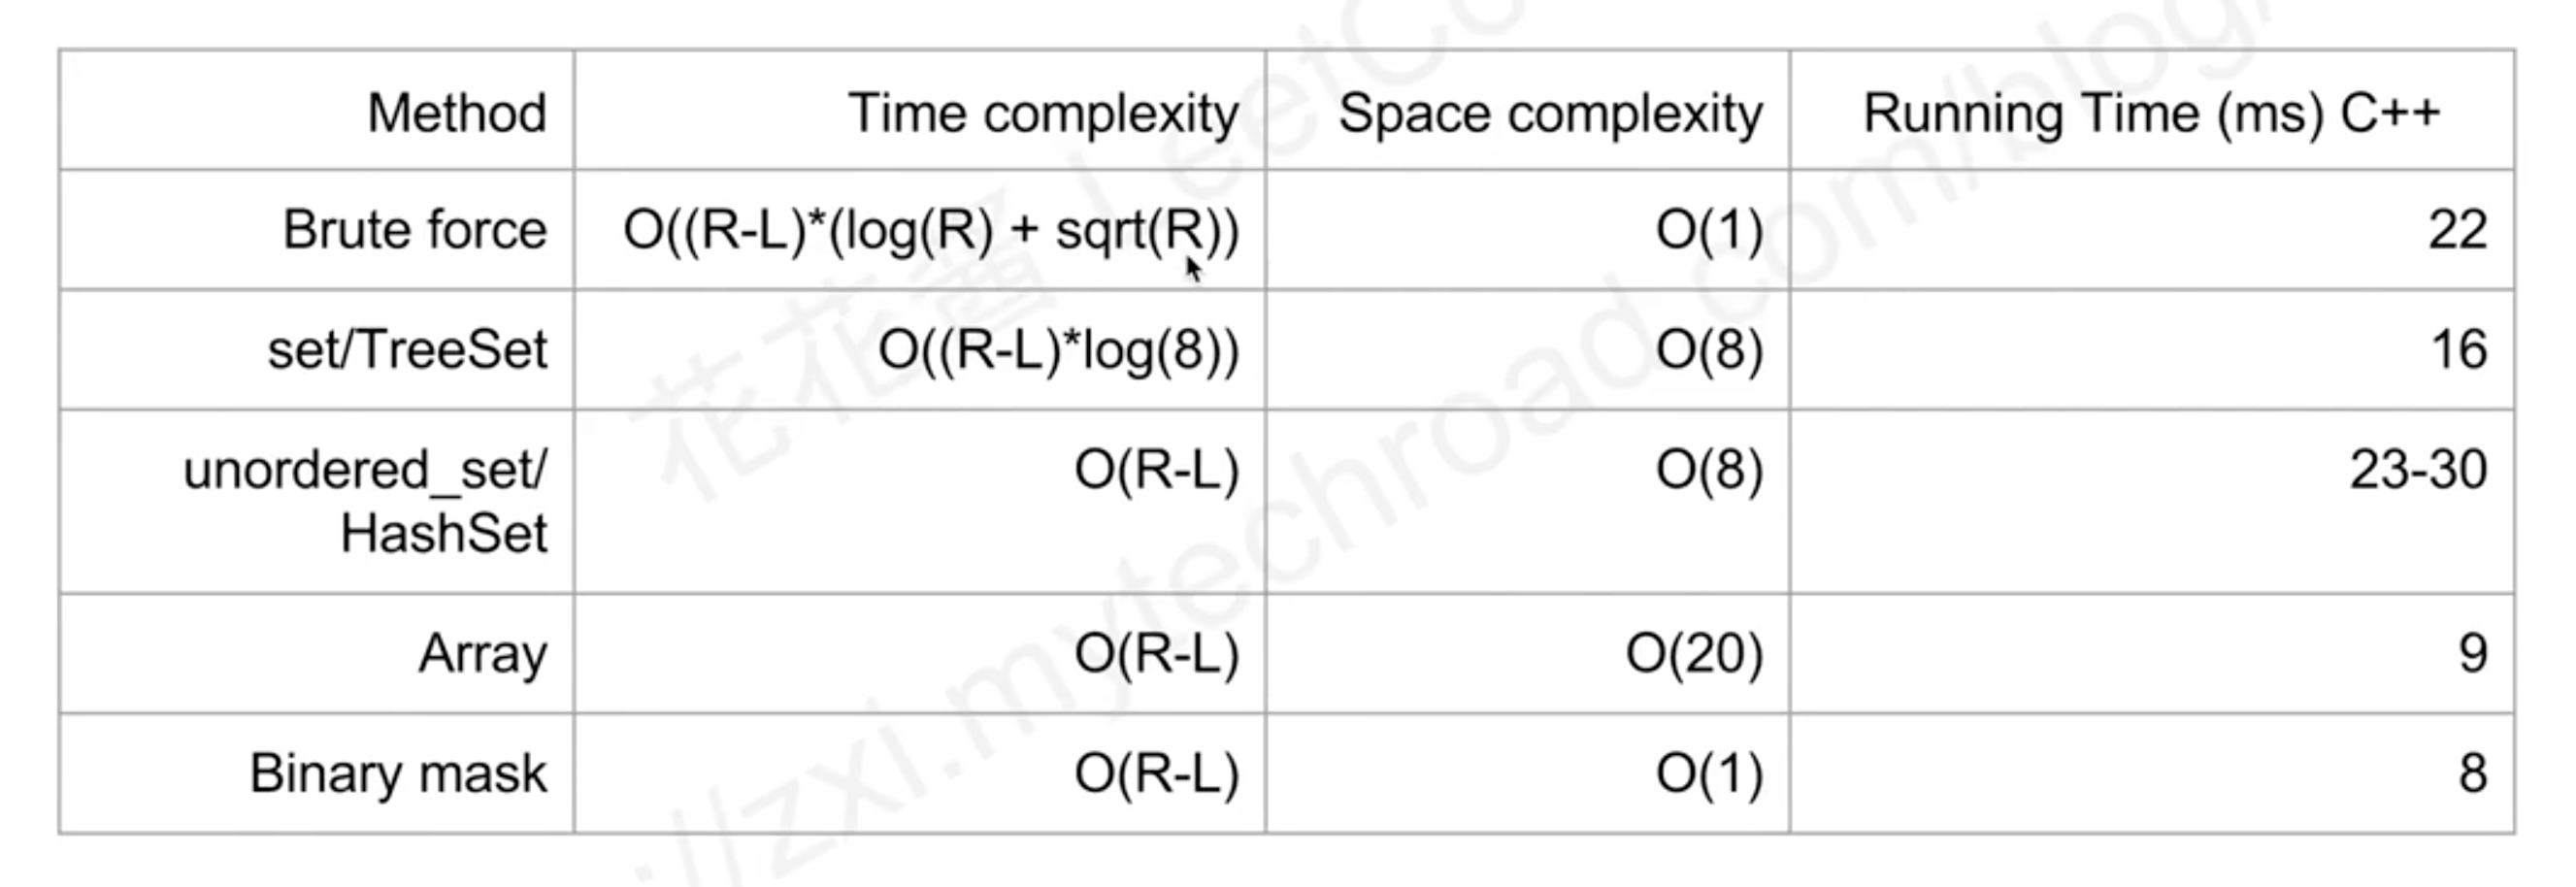 Method Time complexity Space complexity Running Time (ms) C++
Brute force O((R-L)*(log(R) + sqrt(R)) O(1) 22
set/TreeSet O((R-L)*log(8)) O(8) 16
unordered_set/ O(R-L) O(8) 23-30
HashSet
Array O(R-L) O(20) 9
Binary mask O(R-L) O(1) 8
花花酱 LeetCo
://zxi.mytechroad.com/blog/